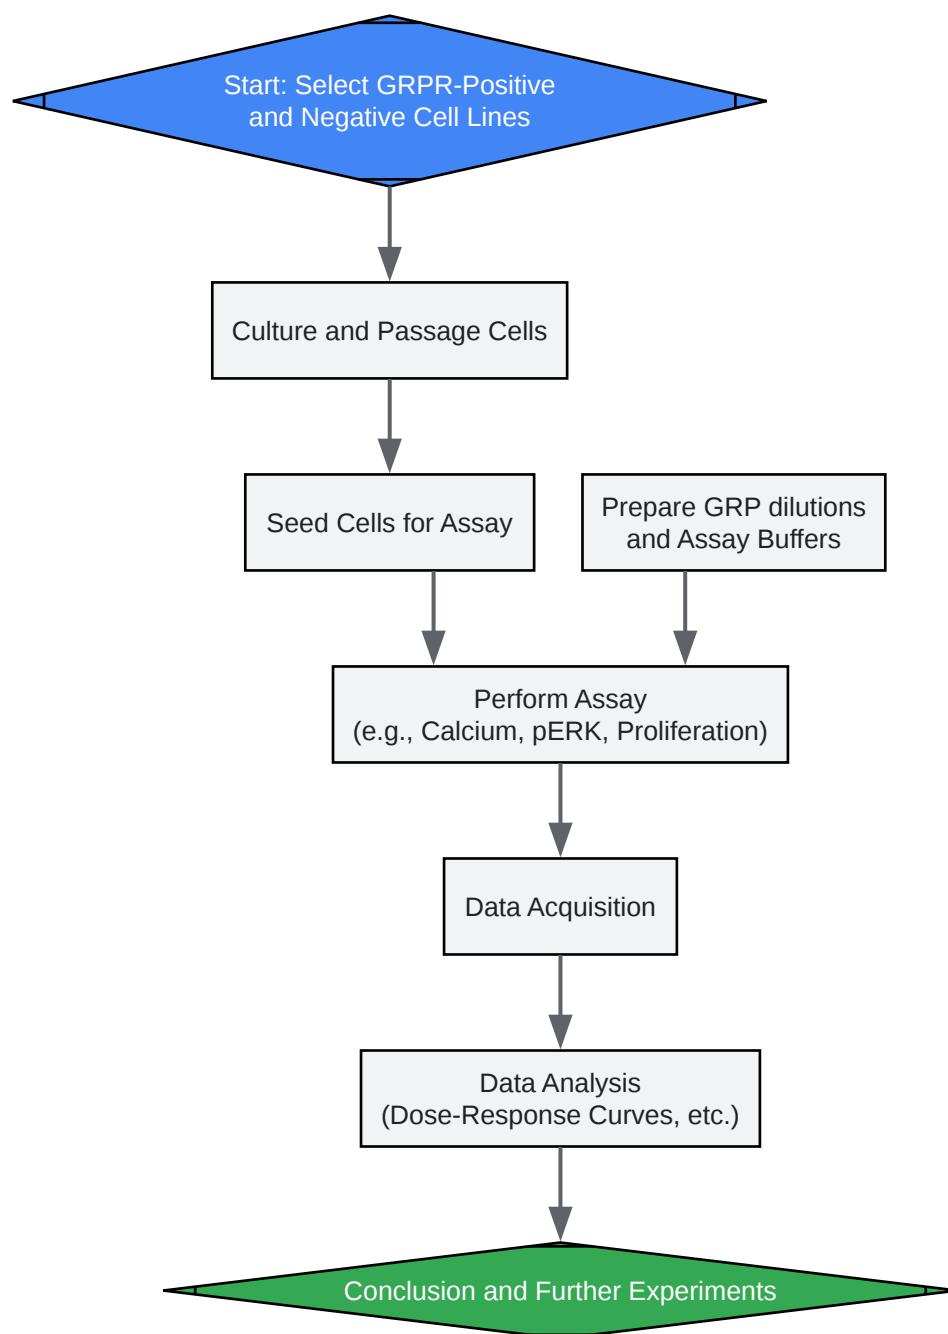 Start: Select GRPR-Positive
and Negative Cell Lines
Culture and Passage Cells
Seed Cells for Assay
Prepare GRP dilutions
and Assay Buffers
Perform Assay
(e.g., Calcium, pERK, Proliferation)
Data Acquisition
Data Analysis
(Dose-Response Curves, etc.)
Conclusion and Further Experiments